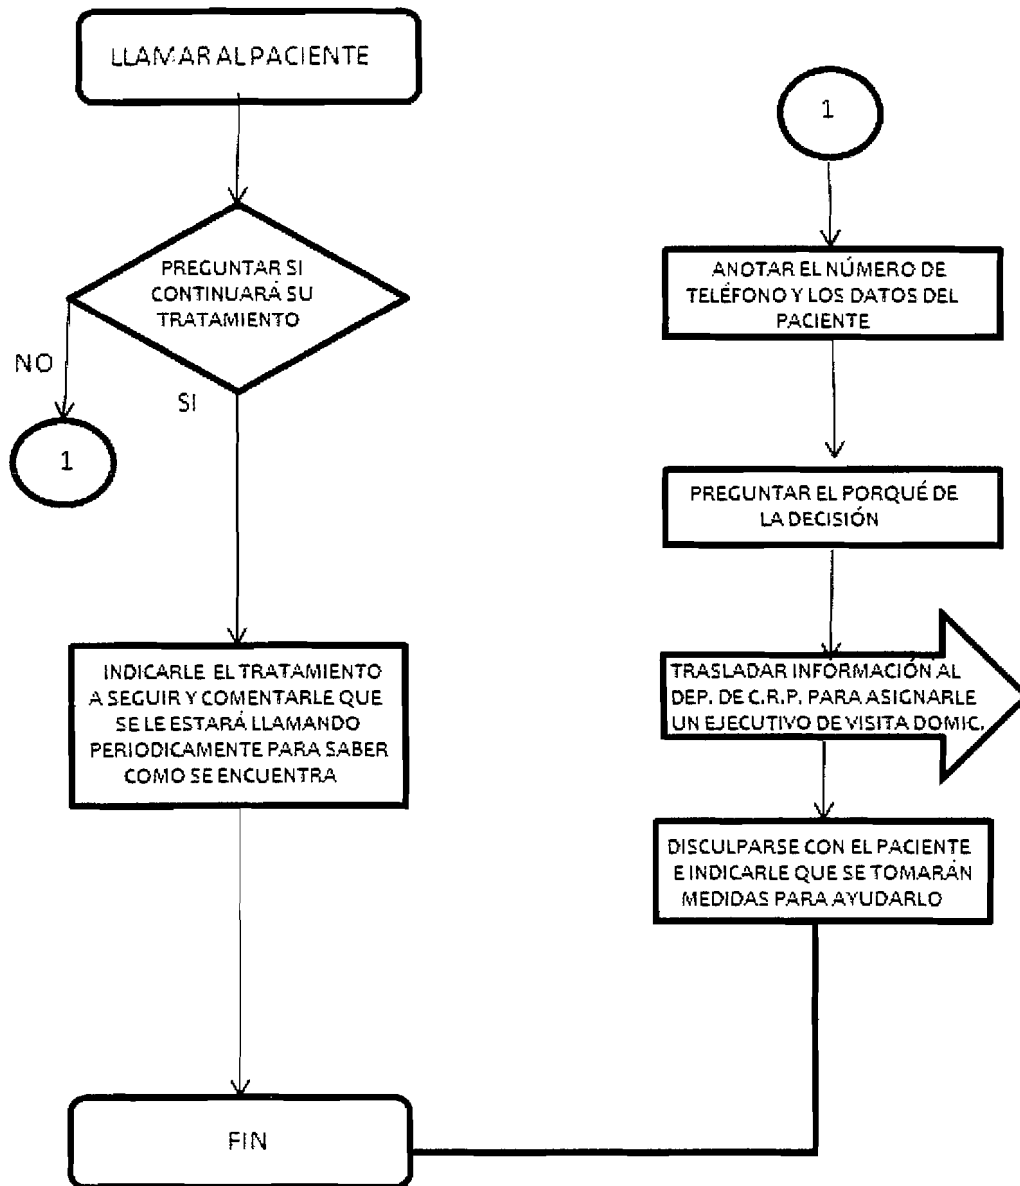 LLAMAR AL PACIENTE
PREGUNTAR SI
CONTINUARÁ SU
TRATAMIENTO
NO
SI
1
INDICARLE EL TRATAMIENTO
A SEGUIR Y COMENTARLE QUE
SE LE ESTARÁ LLAMANDO
PERIODICAMENTE PARA SABER
COMO SE ENCUENTRA
FIN
1
ANOTAR EL NÚMERO DE
TELÉFONO Y LOS DATOS DEL
PACIENTE
PREGUNTAR EL PORQUÉ DE
LA DECISIÓN
TRASLADAR INFORMACIÓN AL
DEP. DE C.R.P. PARA ASIGNARLE
UN EJECUTIVO DE VISITA DOMIC.
DISCULPARSE CON EL PACIENTE
E INDICARLE QUE SE TOMARÁN
MEDIDAS PARA AYUDARLO